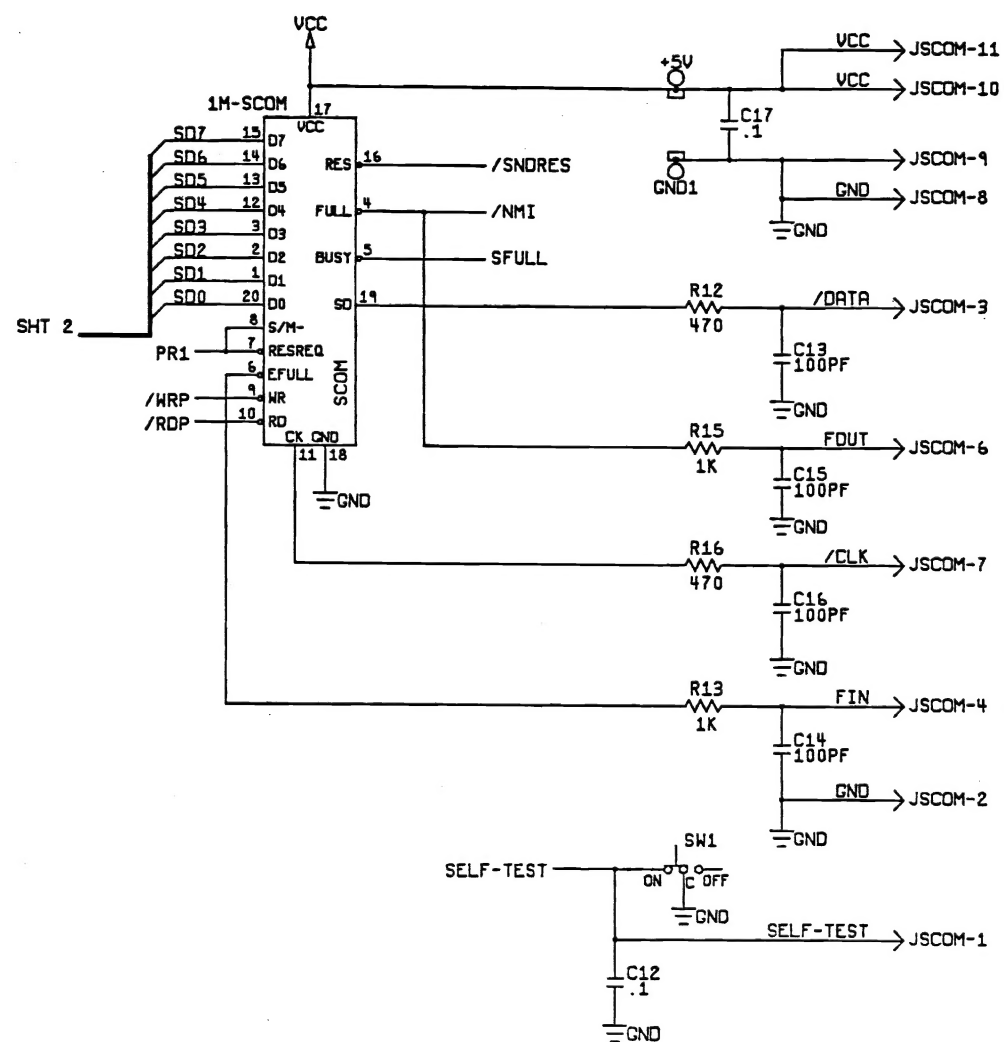 VCC
VCC
JSCOM-11
+5V
VCC
JSCOM-10
1M-SCOM
17
VCC
C17
.1
SD7
15
D7
SD6
14
D6
RES
16
/SNDRES
JSCOM-9
GND1
SD5
13
D5
GND
JSCOM-8
SD4
12
D4
FULL
4
/NMI
GND
SD3
3
D3
SD2
2
D2
BUSY
5
SFULL
SD1
1
D1
SD0
20
D0
SD
19
R12
470
/DATA
JSCOM-3
SHT 2
8
S/M-
PR1
7
RESREQ
C13
100PF
6
EFULL
SCOM
/WRP
9
WR
GND
/RDP
10
RD
CK
GND
R15
1K
FOUT
JSCOM-6
11
18
C15
100PF
GND
GND
R16
470
/CLK
JSCOM-7
C16
100PF
GND
R13
1K
FIN
JSCOM-4
C14
100PF
GND
JSCOM-2
GND
SW1
SELF-TEST
ON
C
OFF
GND
SELF-TEST
JSCOM-1
C12
.1
GND